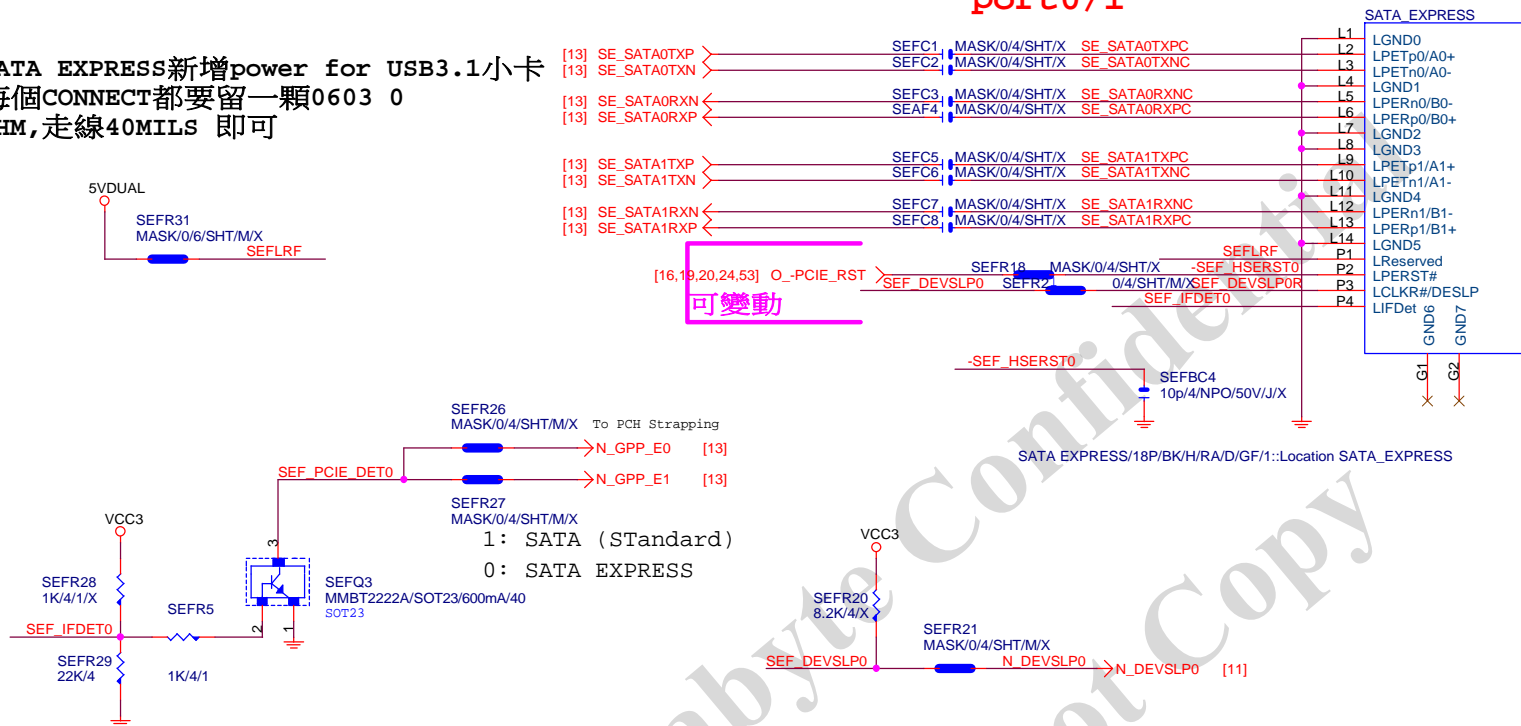 port0/1
SATA_EXPRESS
ATA EXPRESS新增power for USB3.1小卡
每個CONNECT都要留一顆0603 0
HM,走線40MILS 即可
[13] SE_SATA0TXP SEFC1 MASK/0/4/SHT/X SE_SATA0TXPC
[13] SE_SATA0TXN SEFC2 MASK/0/4/SHT/X SE_SATA0TXNC
[13] SE_SATA0RXN SEFC3 MASK/0/4/SHT/X SE_SATA0RXNC
[13] SE_SATA0RXP SEAF4 MASK/0/4/SHT/X SE_SATA0RXPC
[13] SE_SATA1TXP SEFC5 MASK/0/4/SHT/X SE_SATA1TXPC
[13] SE_SATA1TXN SEFC6 MASK/0/4/SHT/X SE_SATA1TXNC
[13] SE_SATA1RXN SEFC7 MASK/0/4/SHT/X SE_SATA1RXNC
[13] SE_SATA1RXP SEFC8 MASK/0/4/SHT/X SE_SATA1RXPC
L1 LGND0
L2 LPETp0/A0+
L3 LPETn0/A0-
L4 LGND1
L5 LPERn0/B0-
L6 LPERp0/B0+
L7 LGND2
L8 LGND3
L9 LPETp1/A1+
L10 LPETn1/A1-
L11 LGND4
L12 LPERn1/B1-
L13 LPERp1/B1+
L14 LGND5
P1 LReserved
P2 LPERST#
P3 LCLKR#/DESLP
P4 LIFDet
GND6
GND7
G1
G2
5VDUAL
SEFR31
MASK/0/6/SHT/M/X
SEFLRF
SEFLRF
[16,19,20,24,53] O_-PCIE_RST SEFR18 MASK/0/4/SHT/X -SEF_HSERST0
SEF_DEVSLP0 SEFR21 0/4/SHT/M/X SEF_DEVSLP0R
SEF_IFDET0
可變動
-SEF_HSERST0
SEFBC4
10p/4/NPO/50V/J/X
SATA EXPRESS/18P/BK/H/RA/D/GF/1::Location SATA_EXPRESS
SEFR26
MASK/0/4/SHT/M/X To PCH Strapping
N_GPP_E0 [13]
SEF_PCIE_DET0
N_GPP_E1 [13]
SEFR27
MASK/0/4/SHT/M/X
1: SATA (STandard)
0: SATA EXPRESS
VCC3
SEFR28
1K/4/1/X
SEFR5
1K/4/1
SEF_IFDET0
SEFR29
22K/4
3
2
1
SEFQ3
MMBT2222A/SOT23/600mA/40
SOT23
VCC3
SEFR20
8.2K/4/X
SEFR21
MASK/0/4/SHT/M/X
SEF_DEVSLP0 N_DEVSLP0 N_DEVSLP0 [11]
abyte Confidential
ot Copy